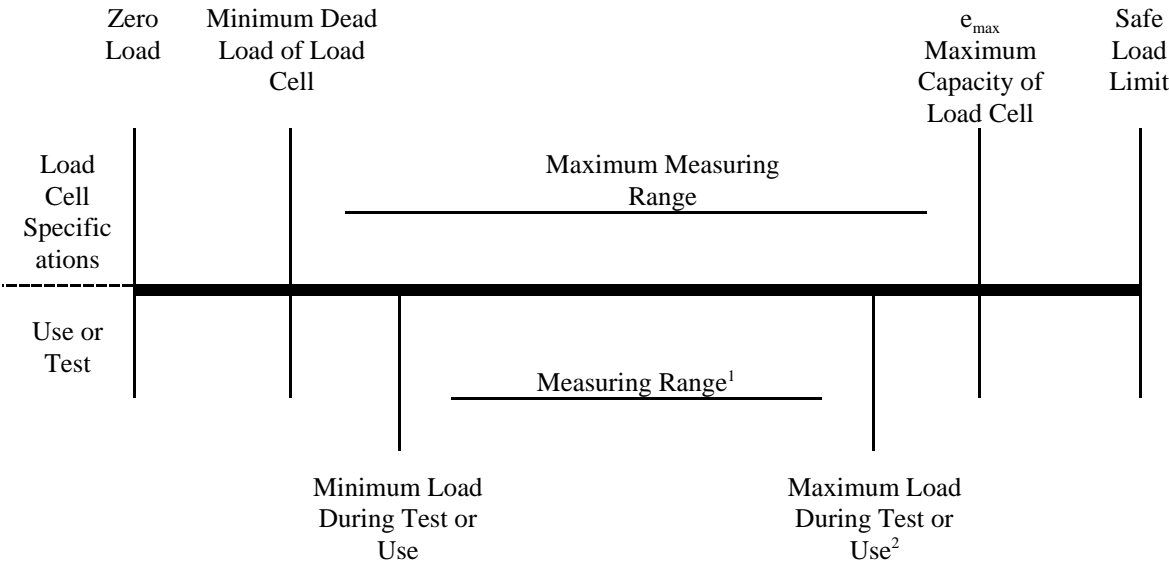 Zero
Load
Minimum Dead
Load of Load
Cell
e_max
Maximum
Capacity of
Load Cell
Safe
Load
Limit
Load
Cell
Specific
ations
Maximum Measuring
Range
Use or
Test
Measuring Range¹
Minimum Load
During Test or
Use
Maximum Load
During Test or
Use²